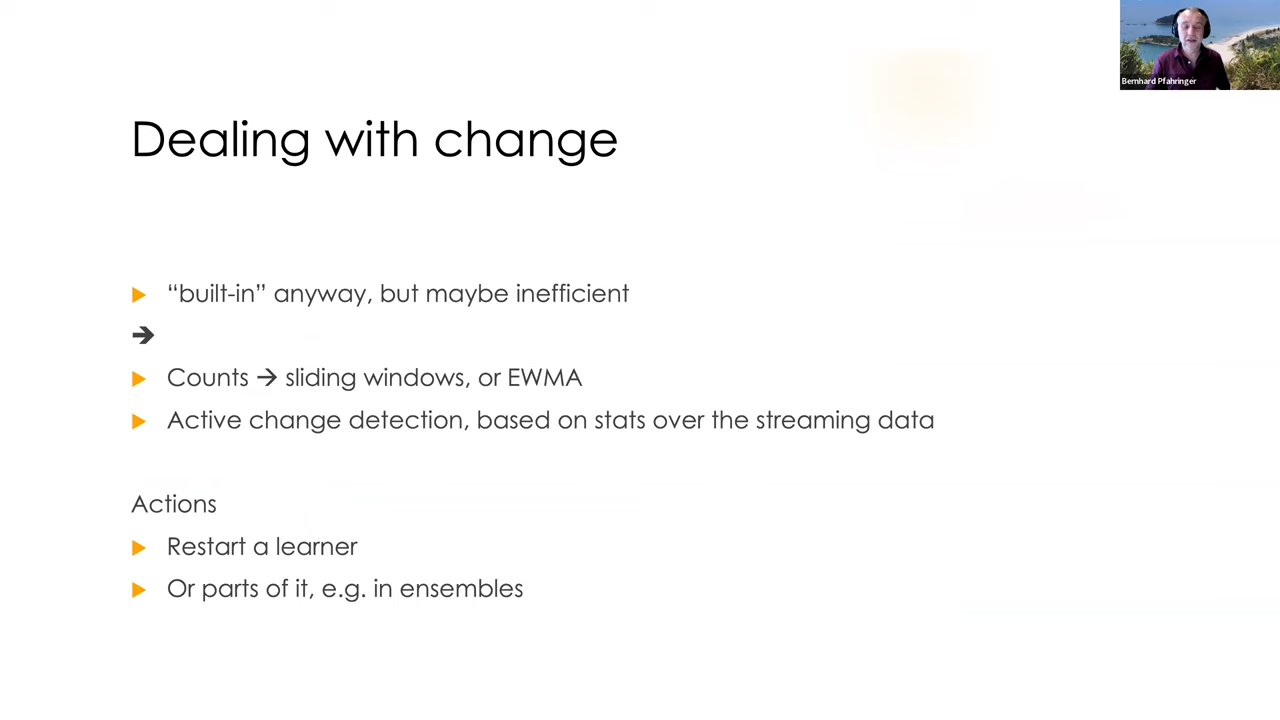 Bernhard Pfahringer
Dealing with change
“built-in” anyway, but maybe inefficient
➔
Counts → sliding windows, or EWMA
Active change detection, based on stats over the streaming data
Actions
Restart a learner
Or parts of it, e.g. in ensembles